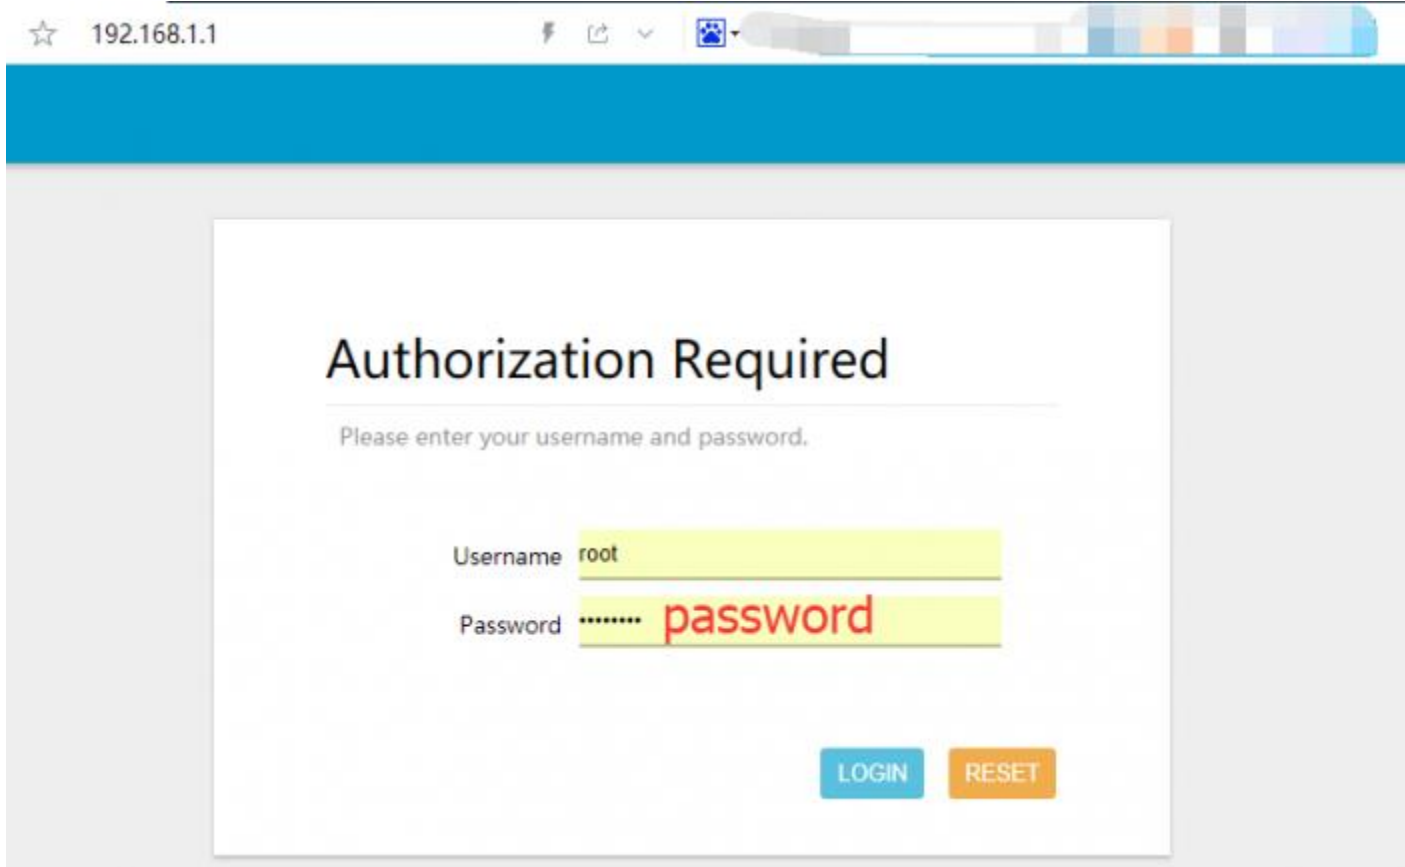 192.168.1.1
Authorization Required
Please enter your username and password.
Username root
Password •••••••• password
LOGIN RESET